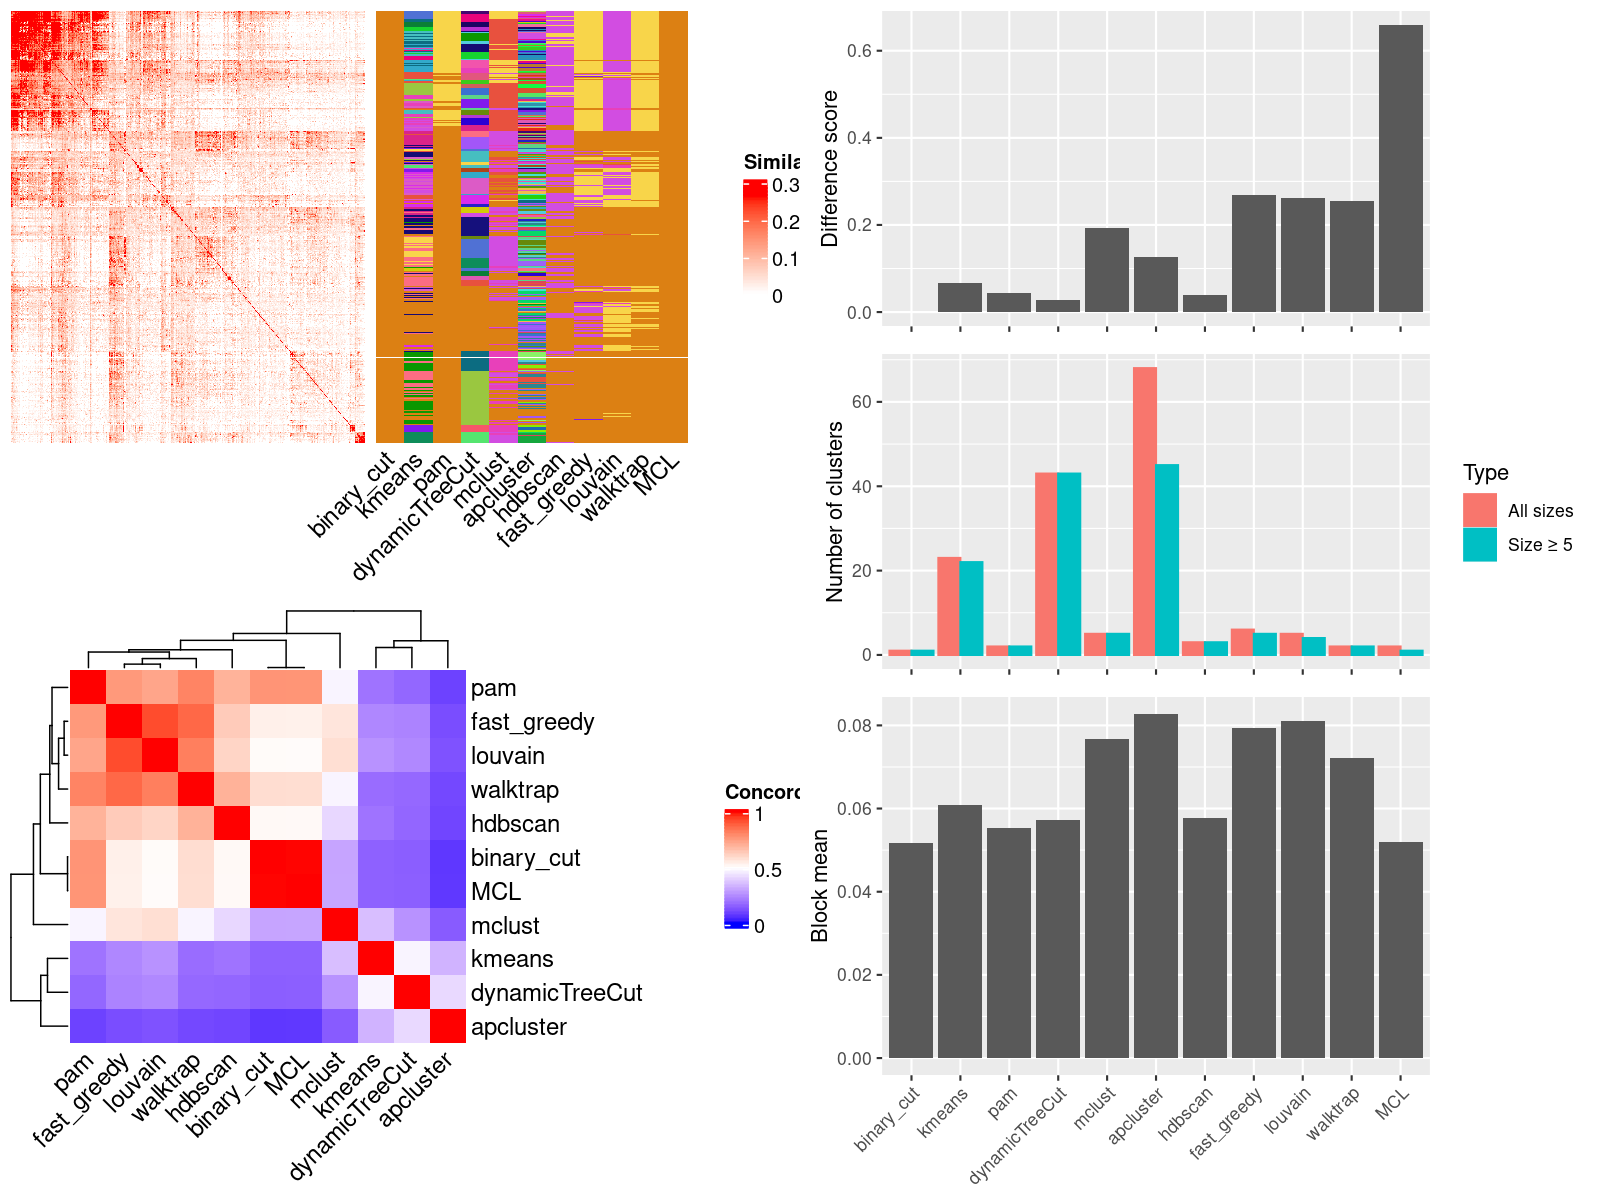 Simila
0.3
0.2
0.1
0
binary_cut
kmeans
pam
dynamicTreeCut
mclust
apcluster
hdbscan
fast_greedy
louvain
walktrap
MCL
pam
fast_greedy
louvain
walktrap
hdbscan
binary_cut
MCL
mclust
kmeans
dynamicTreeCut
apcluster
Concord
1
0.5
0
pam
fast_greedy
louvain
walktrap
hdbscan
binary_cut
MCL
mclust
kmeans
dynamicTreeCut
apcluster
Difference score
0.6
0.4
0.2
0.0
Number of clusters
60
40
20
0
Type
All sizes
Size ≥ 5
Block mean
0.08
0.06
0.04
0.02
0.00
binary_cut
kmeans
pam
dynamicTreeCut
mclust
apcluster
hdbscan
fast_greedy
louvain
walktrap
MCL